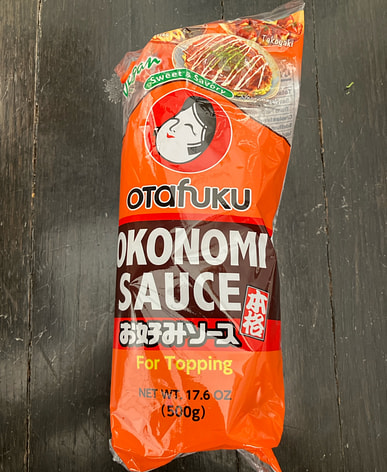 Takoyaki
Vegan
Sweet & Savory
OTafuKU
OKONOMI
SAUCE
お好みソース
本格
For Topping
NET WT. 17.6 OZ
(500g)